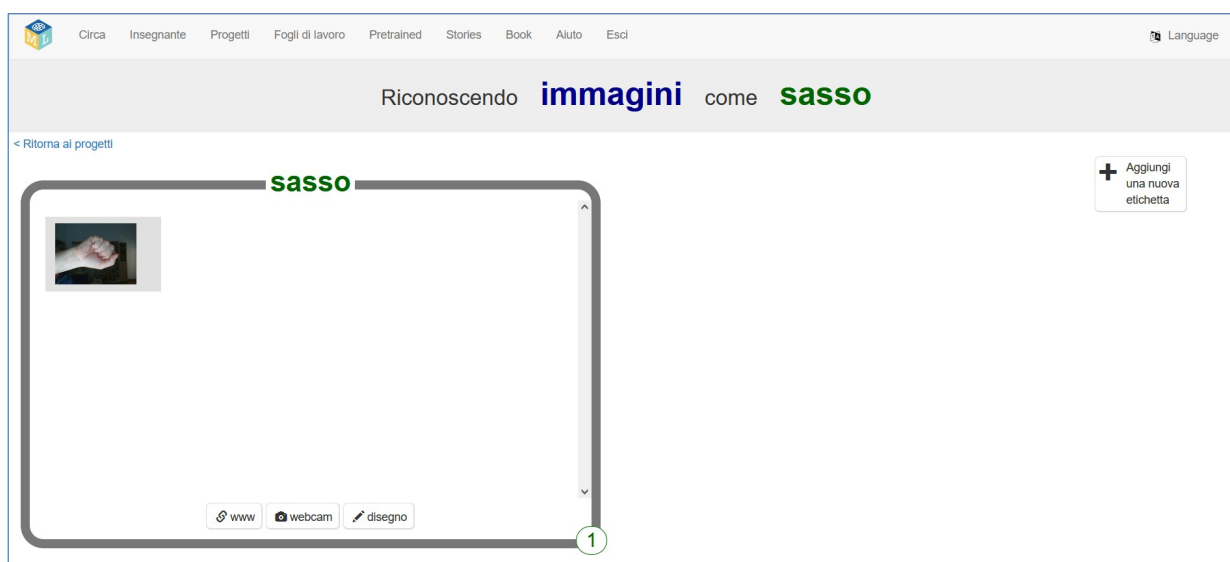 Circa Insegnante Progetti Fogli di lavoro Pretrained Stories Book Aiuto Esci Language
Riconoscendo immagini come sasso
< Ritorna ai progetti
Aggiungi
una nuova
etichetta
sasso
www webcam disegno
1